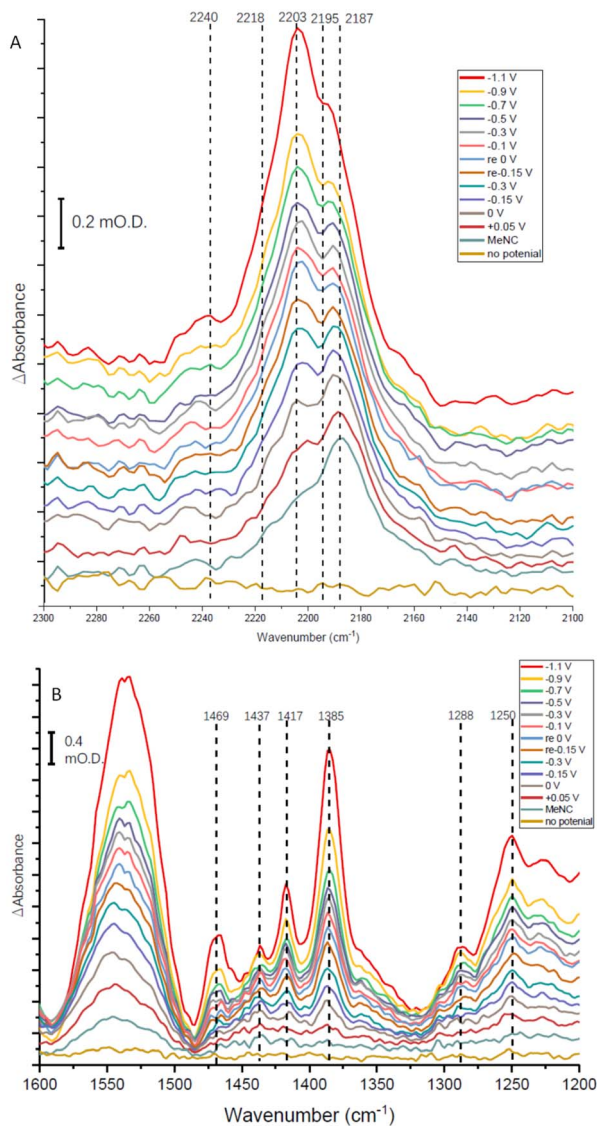 A
2240 2218 2203 2195 2187
-1.1 V
-0.9 V
-0.7 V
-0.5 V
-0.3 V
-0.1 V
re 0 V
re-0.15 V
-0.3 V
-0.15 V
0 V
+0.05 V
MeNC
no potenial
0.2 mO.D.
ΔAbsorbance
2300 2280 2260 2240 2220 2200 2180 2160 2140 2120 2100
Wavenumber (cm-1)
B
1469 1437 1417 1385 1288 1250
-1.1 V
-0.9 V
-0.7 V
-0.5 V
-0.3 V
-0.1 V
re 0 V
re-0.15 V
-0.3 V
-0.15 V
0 V
+0.05 V
MeNC
no potenial
0.4
mO.D.
ΔAbsorbance
1600 1550 1500 1450 1400 1350 1300 1250 1200
Wavenumber (cm-1)